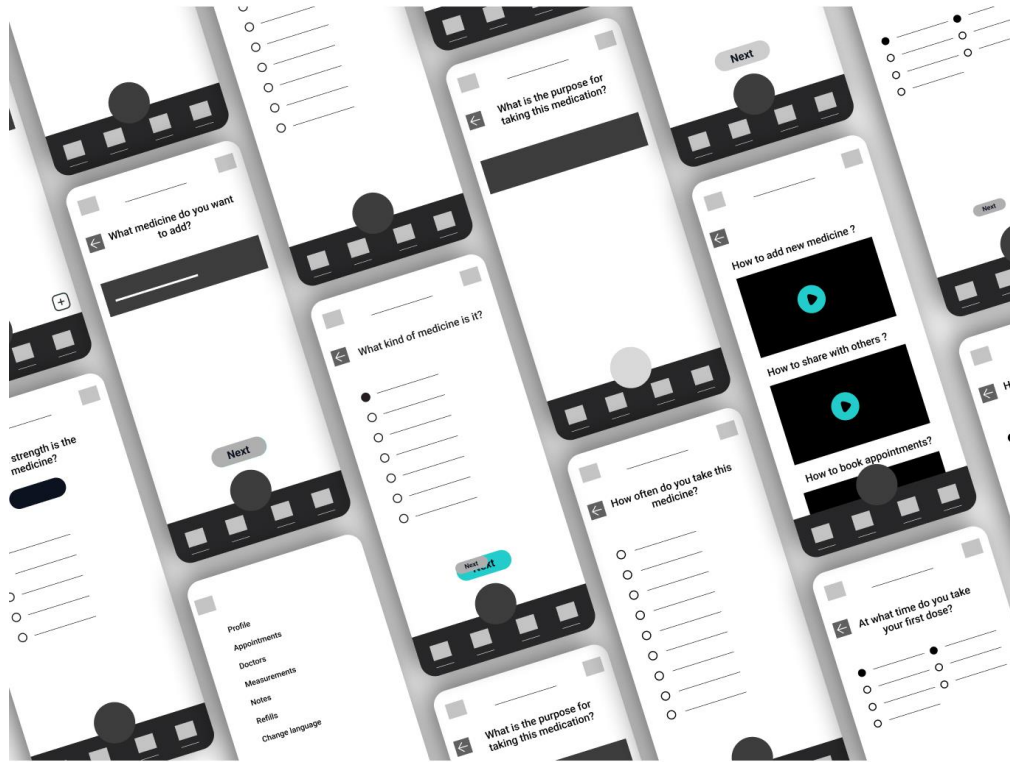 Next
What is the purpose for
taking this medication?
What medicine do you want
to add?
Next
How to add new medicine ?
How to share with others ?
How to book appointments?
What kind of medicine is it?
Next
Next
strength is the
medicine?
Next
How often do you take this
medicine?
At what time do you take
your first dose?
H
Profile
Appointments
Doctors
Measurements
Notes
Refills
Change language
What is the purpose for
taking this medication?